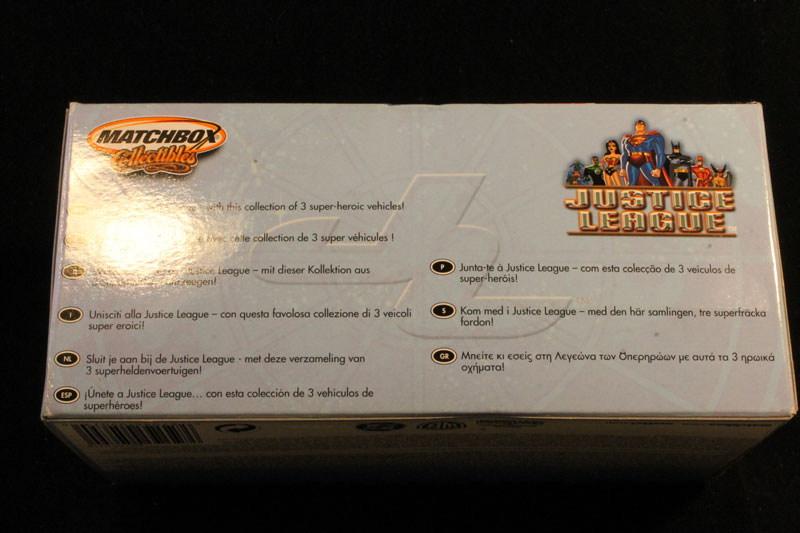 MATCHBOX
Collectibles
JUSTICE
LEAGUE
with this collection of 3 super-heroic vehicles!
avec celle collection de 3 super véhicules !
Justice League – mit dieser Kollektion aus
Unisciti alla Justice League – con questa favolosa collezione di 3 veicoli
super eroici!
NL Sluit je aan bij de Justice League - met deze verzameling van
3 superheldenvoertuigen!
ESP ¡Únete a Justice League... con esta colección de 3 vehículos de
superhéroes!
P Junta-te à Justice League – com esta colecção de 3 veículos de
super-heróis!
S Kom med i Justice League – med den här samlingen, tre superfräcka
fordon!
GR Μπείτε κι εσείς στη Λεγεώνα των Öπερηρώων με αυτά τα 3 ηρωικά
οχήματα!